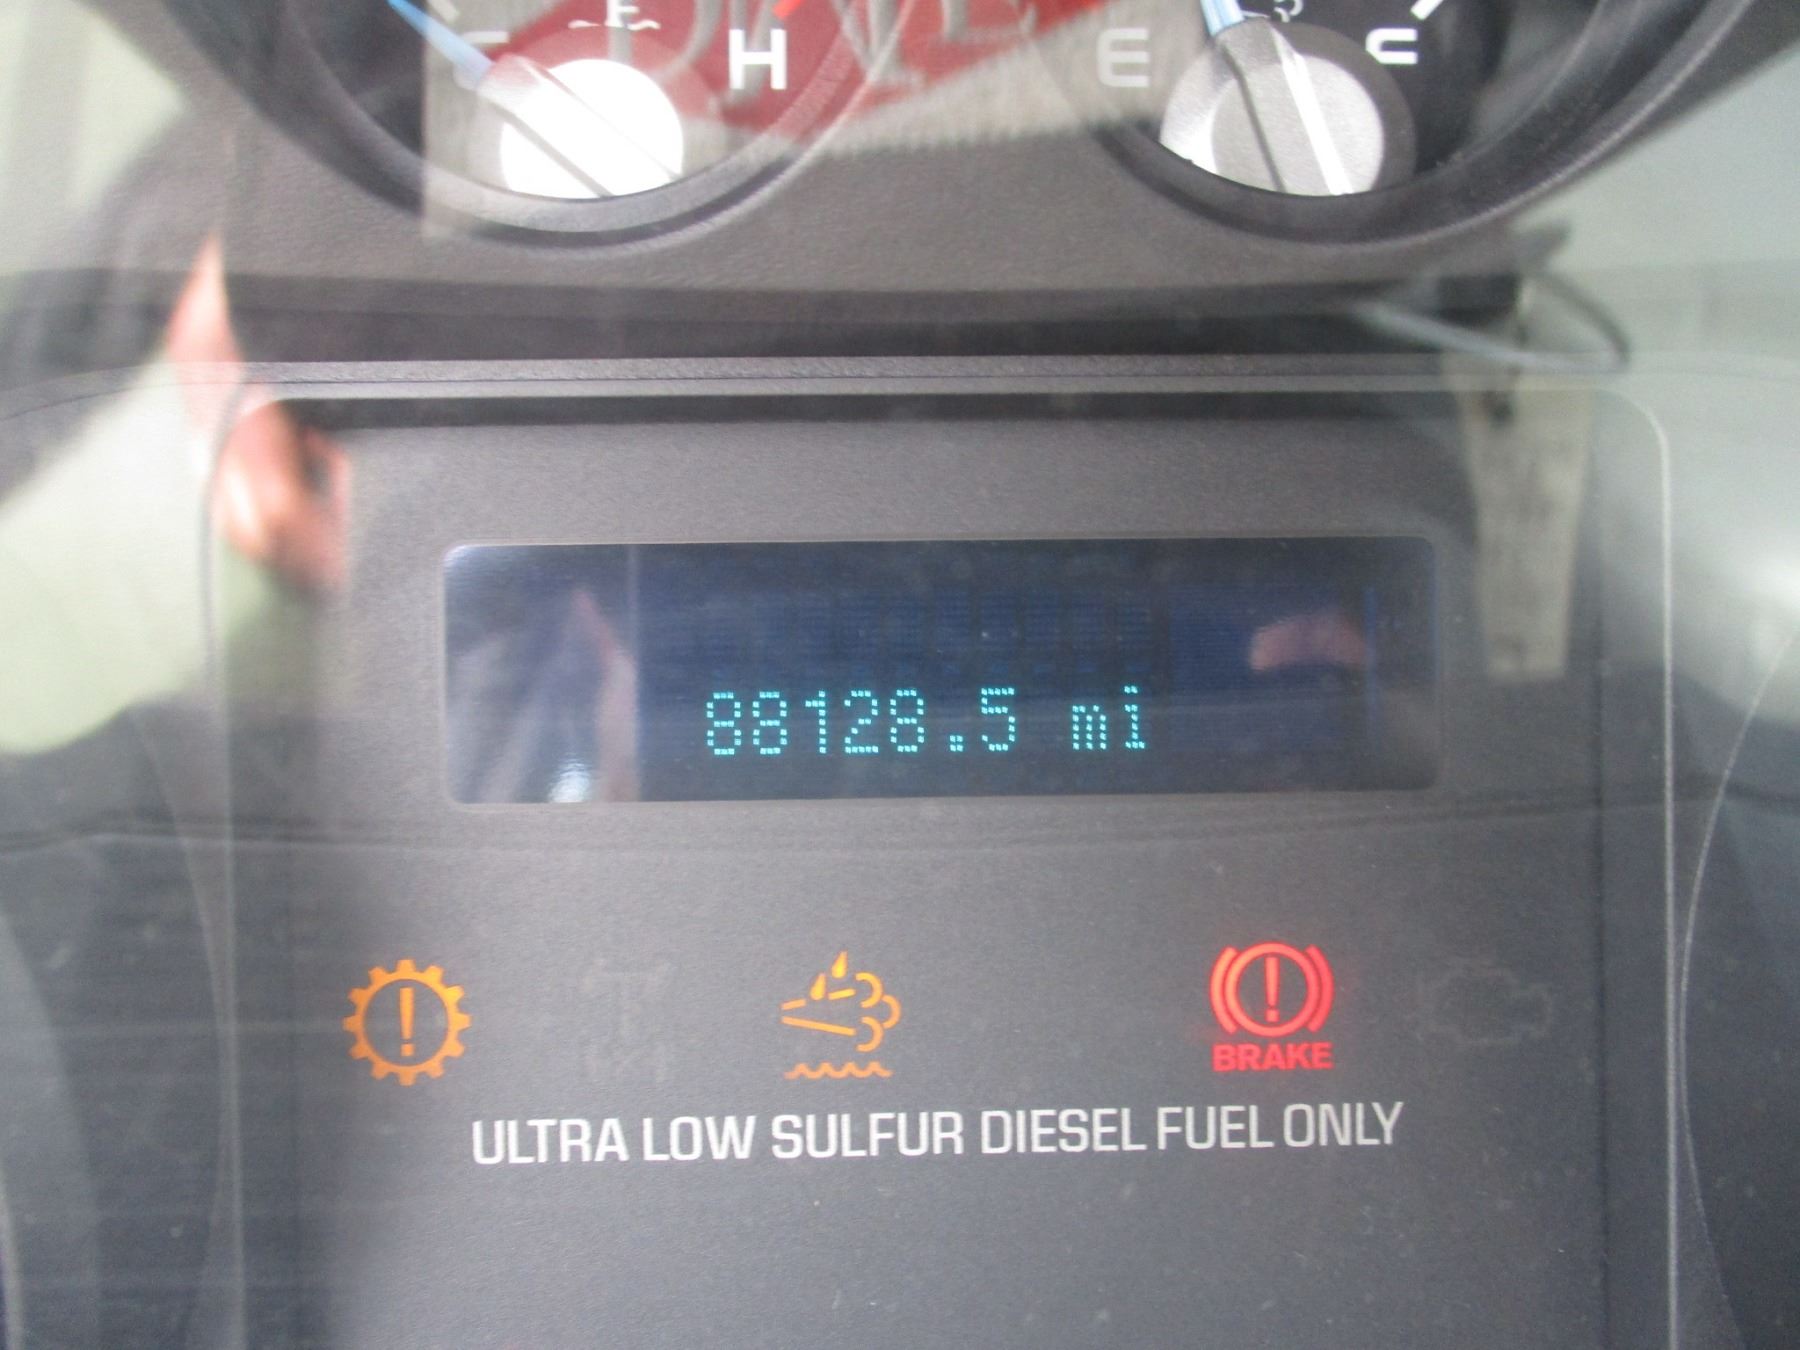 H E
88128.5 mi
BRAKE
ULTRA LOW SULFUR DIESEL FUEL ONLY